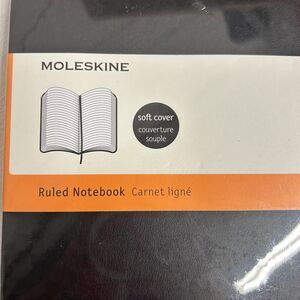 MOLESKINE
soft cover
couverture
souple
Ruled Notebook Carnet ligné